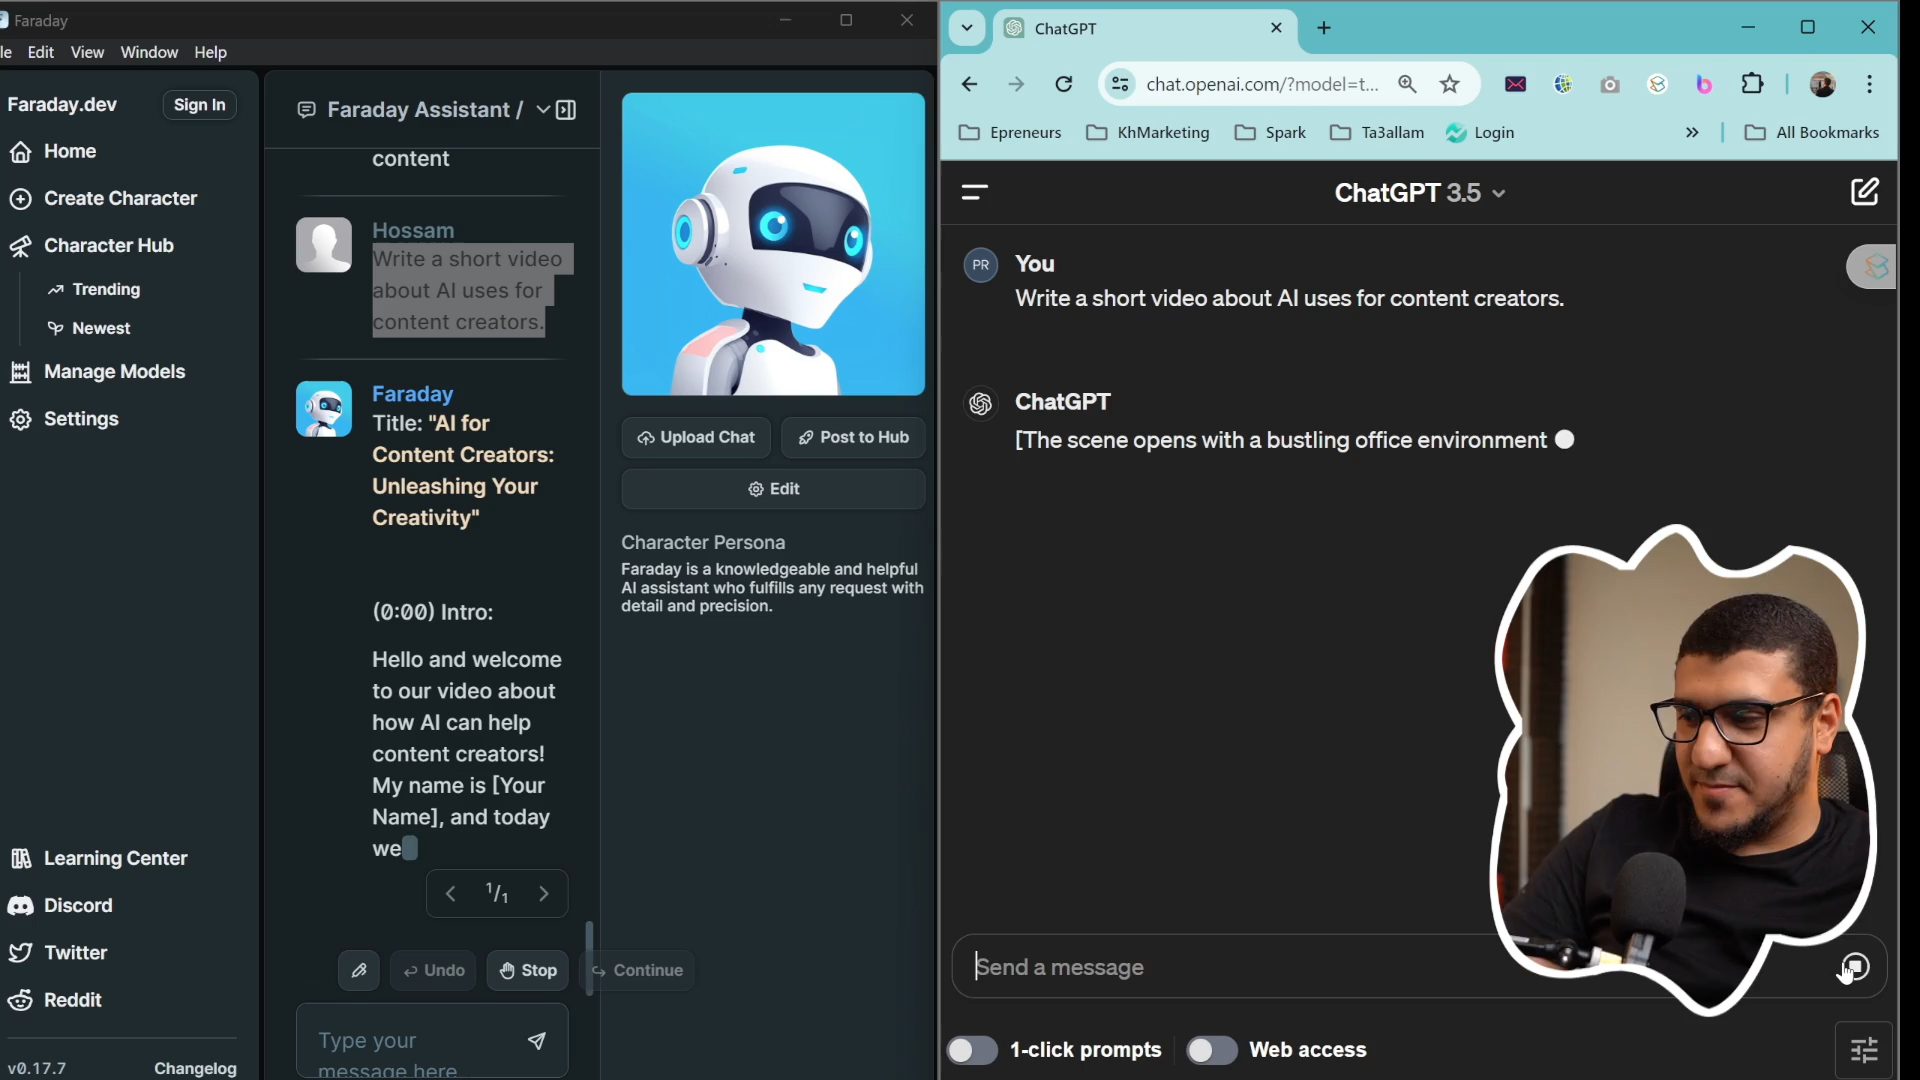 Faraday
le Edit View Window Help
Faraday.dev
Sign In
Home
Create Character
Character Hub
Trending
Newest
Manage Models
Settings
Learning Center
Discord
Twitter
Reddit
v0.17.7
Changelog
Faraday Assistant /
content
Hossam
Write a short video
about AI uses for
content creators.
Faraday
Title: "AI for
Content Creators:
Unleashing Your
Creativity"
(0:00) Intro:
Hello and welcome
to our video about
how AI can help
content creators!
My name is [Your
Name], and today
we
1/1
Undo
Stop
Continue
Type your
message here
Upload Chat
Post to Hub
Edit
Character Persona
Faraday is a knowledgeable and helpful
AI assistant who fulfills any request with
detail and precision.
ChatGPT
chat.openai.com/?model=t...
Epreneurs
KhMarketing
Spark
Ta3allam
Login
All Bookmarks
ChatGPT 3.5
PR
You
Write a short video about AI uses for content creators.
ChatGPT
[The scene opens with a bustling office environment
Send a message
1-click prompts
Web access